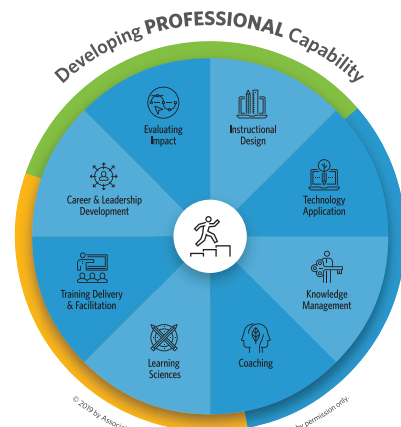 Developing PROFESSIONAL Capability
Evaluating
Impact
Instructional
Design
Career & Leadership
Development
Technology
Application
Training Delivery
& Facilitation
Knowledge
Management
Learning
Sciences
Coaching
© 2019 by
by permission only.